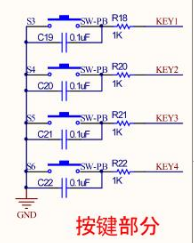 S3 SW-PB R18 KEY1
C19 0.1uF 1K
S4 SW-PB R20 KEY2
C20 0.1uF 1K
S5 SW-PB R21 KEY3
C21 0.1uF 1K
S6 SW-PB R22 KEY4
C22 0.1uF 1K
GND
按键部分